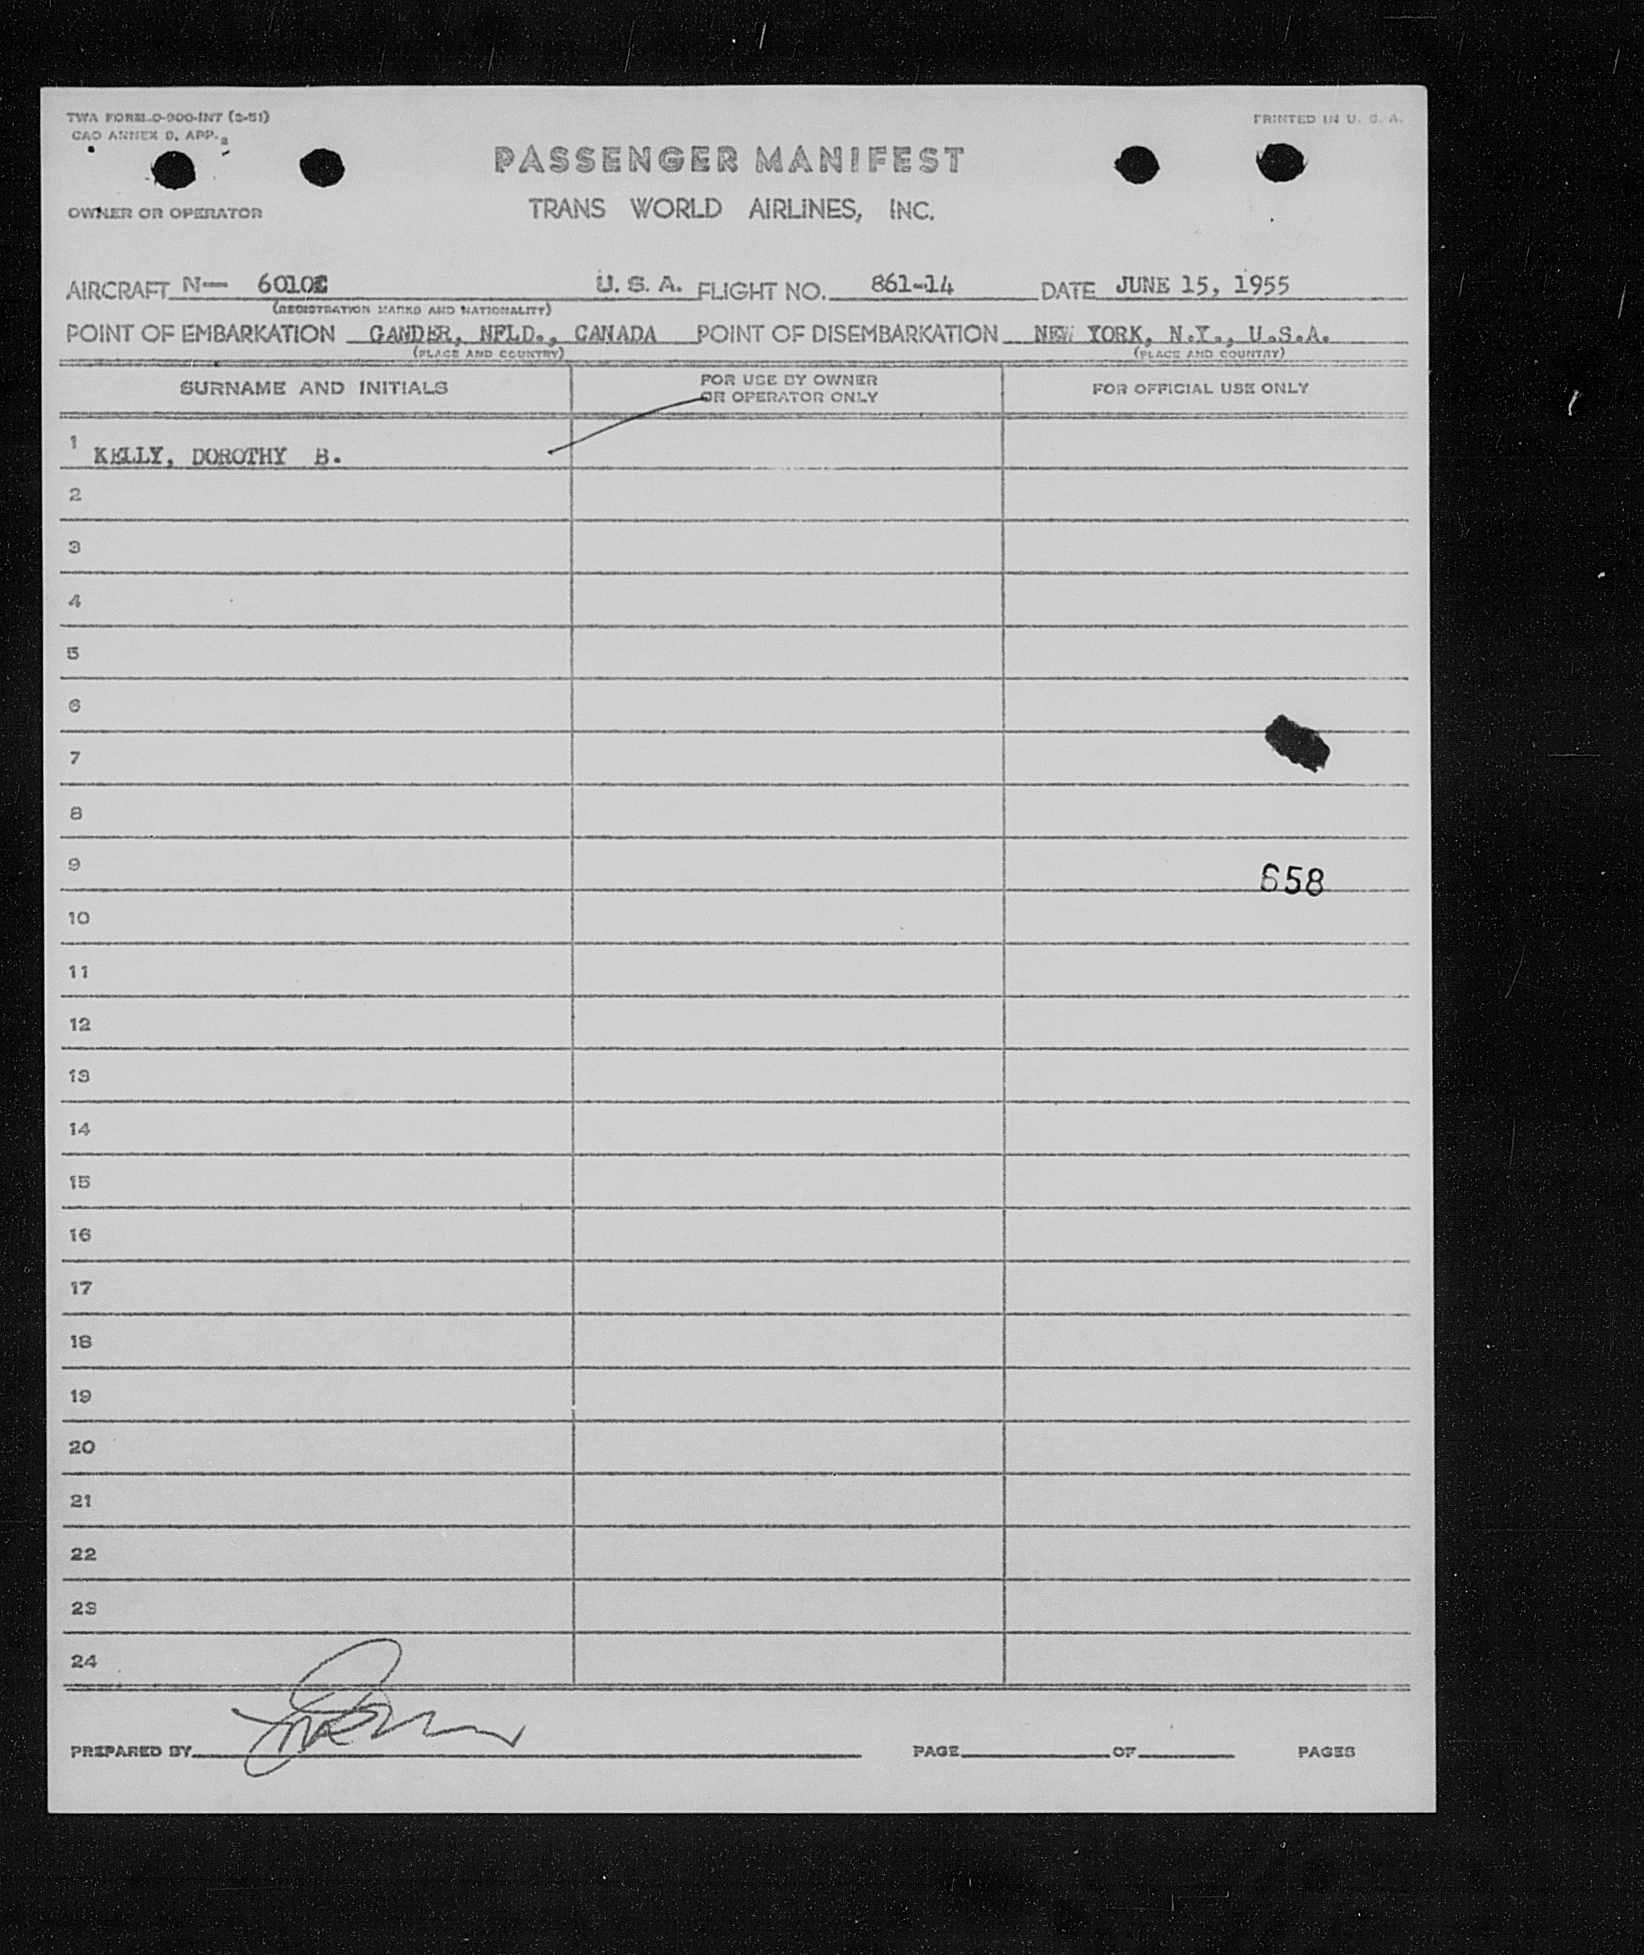 TWA FORM O-900-INT (3-51)
CAO ANNEX 9, APP. 2
PRINTED IN U. S. A.
PASSENGER MANIFEST
OWNER OR OPERATOR TRANS WORLD AIRLINES, INC.
AIRCRAFT N— 6010C U. S. A. FLIGHT NO. 861-14 DATE JUNE 15, 1955
(REGISTRATION MARKS AND NATIONALITY)
POINT OF EMBARKATION GANDER, NFLD., CANADA POINT OF DISEMBARKATION NEW YORK, N.Y., U.S.A.
(PLACE AND COUNTRY) (PLACE AND COUNTRY)
SURNAME AND INITIALS FOR USE BY OWNER OR OPERATOR ONLY FOR OFFICIAL USE ONLY
1 KELLY, DOROTHY B.
2
3
4
5
6
7
8
9 658
10
11
12
13
14
15
16
17
18
19
20
21
22
23
24
PREPARED BY PAGE OF PAGES